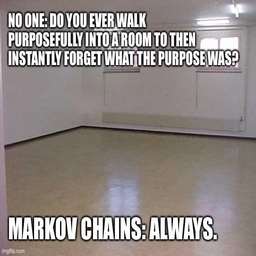 NO ONE: DO YOU EVER WALK
PURPOSEFULLY INTO A ROOM TO THEN
INSTANTLY FORGET WHAT THE PURPOSE WAS?
MARKOV CHAINS: ALWAYS.
imgflip.com